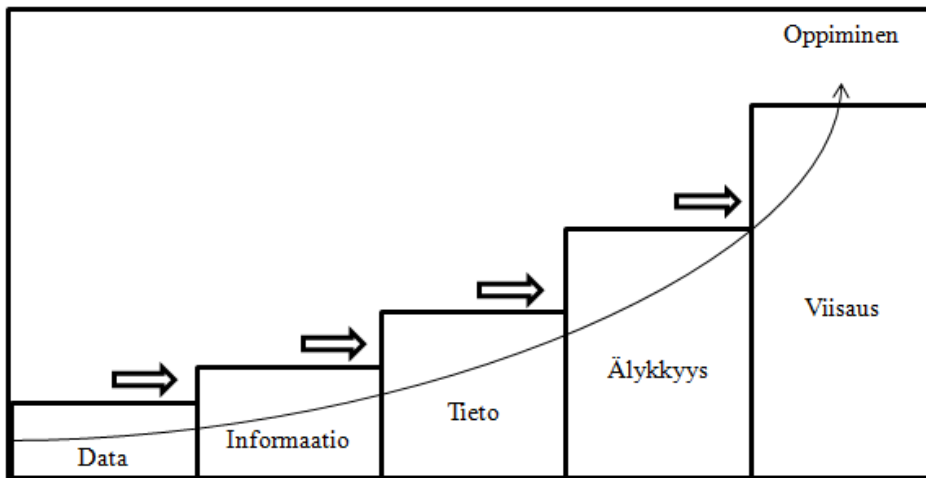 Oppiminen
Viisaus
Älykkyys
Tieto
Informaatio
Data